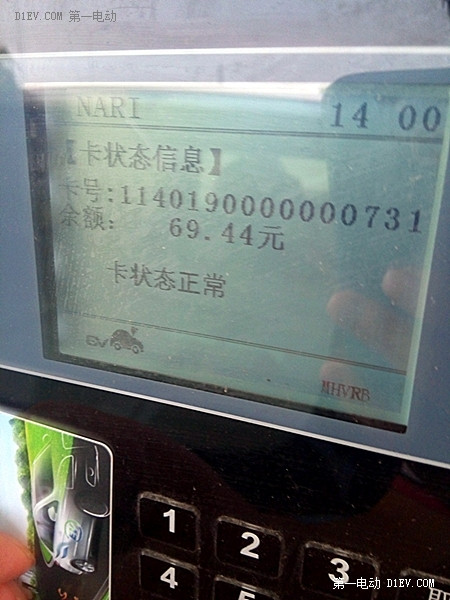 D1EV.COM 第一电动
NARI 14 00
【卡状态信息】
卡号:1140190000000731
余额: 69.44元
卡状态正常
EV
1
2
3
4
5
第一电动 D1EV.COM